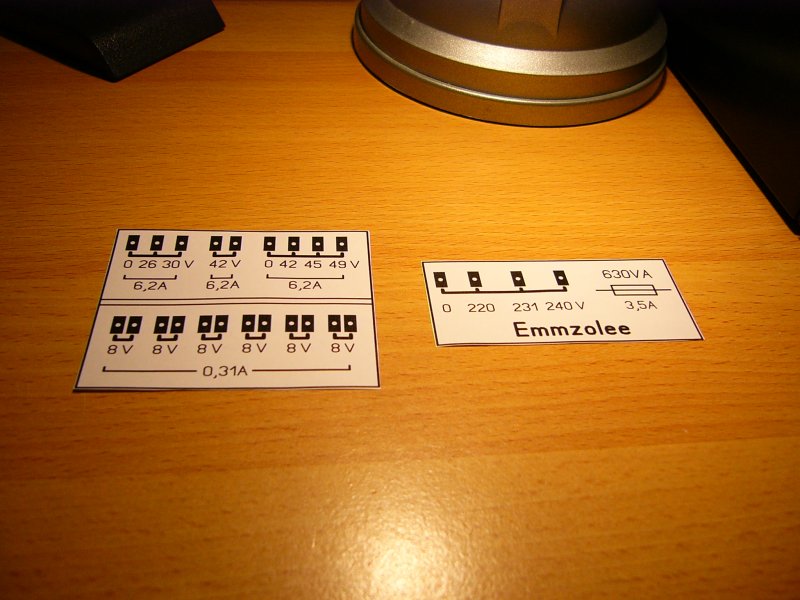 0 26 30 V 42 V 0 42 45 49 V
6,2A 6,2A 6,2A
8 V 8 V 8 V 8 V 8 V 8 V
0,31A
630VA
0 220 231 240 V 3,5A
Emmzolee